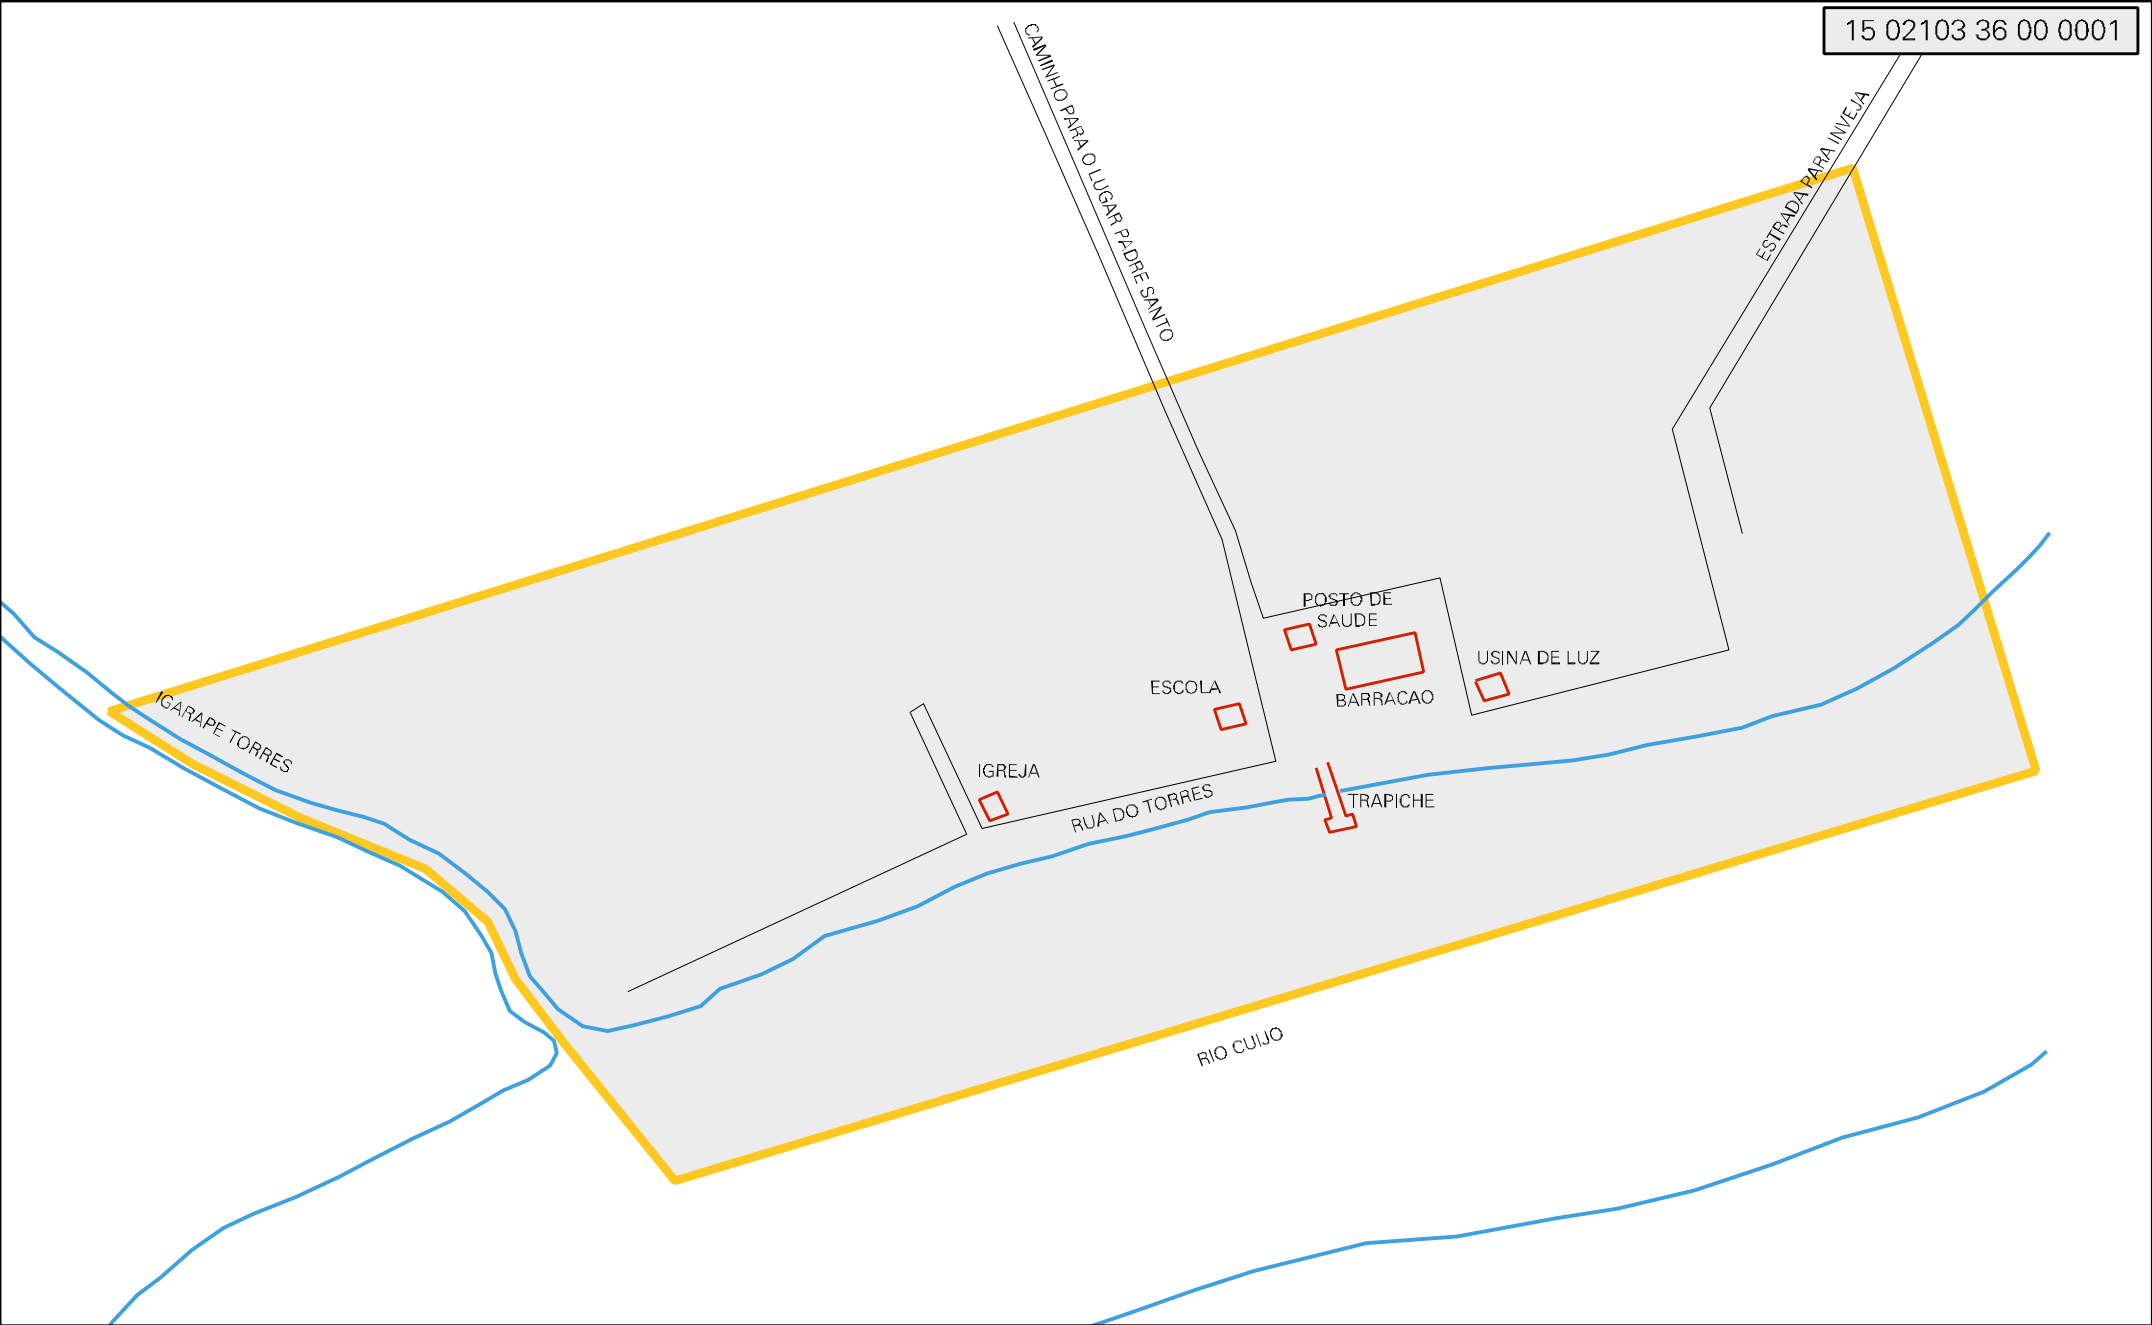 15 02103 36 00 0001
CAMINHO PARA O LUGAR PADRE SANTO
ESTRADA PARA INVEJA
POSTO DE
SAUDE
USINA DE LUZ
ESCOLA
BARRACAO
IGARAPE TORRES
IGREJA
RUA DO TORRES
TRAPICHE
RIO CUIJO